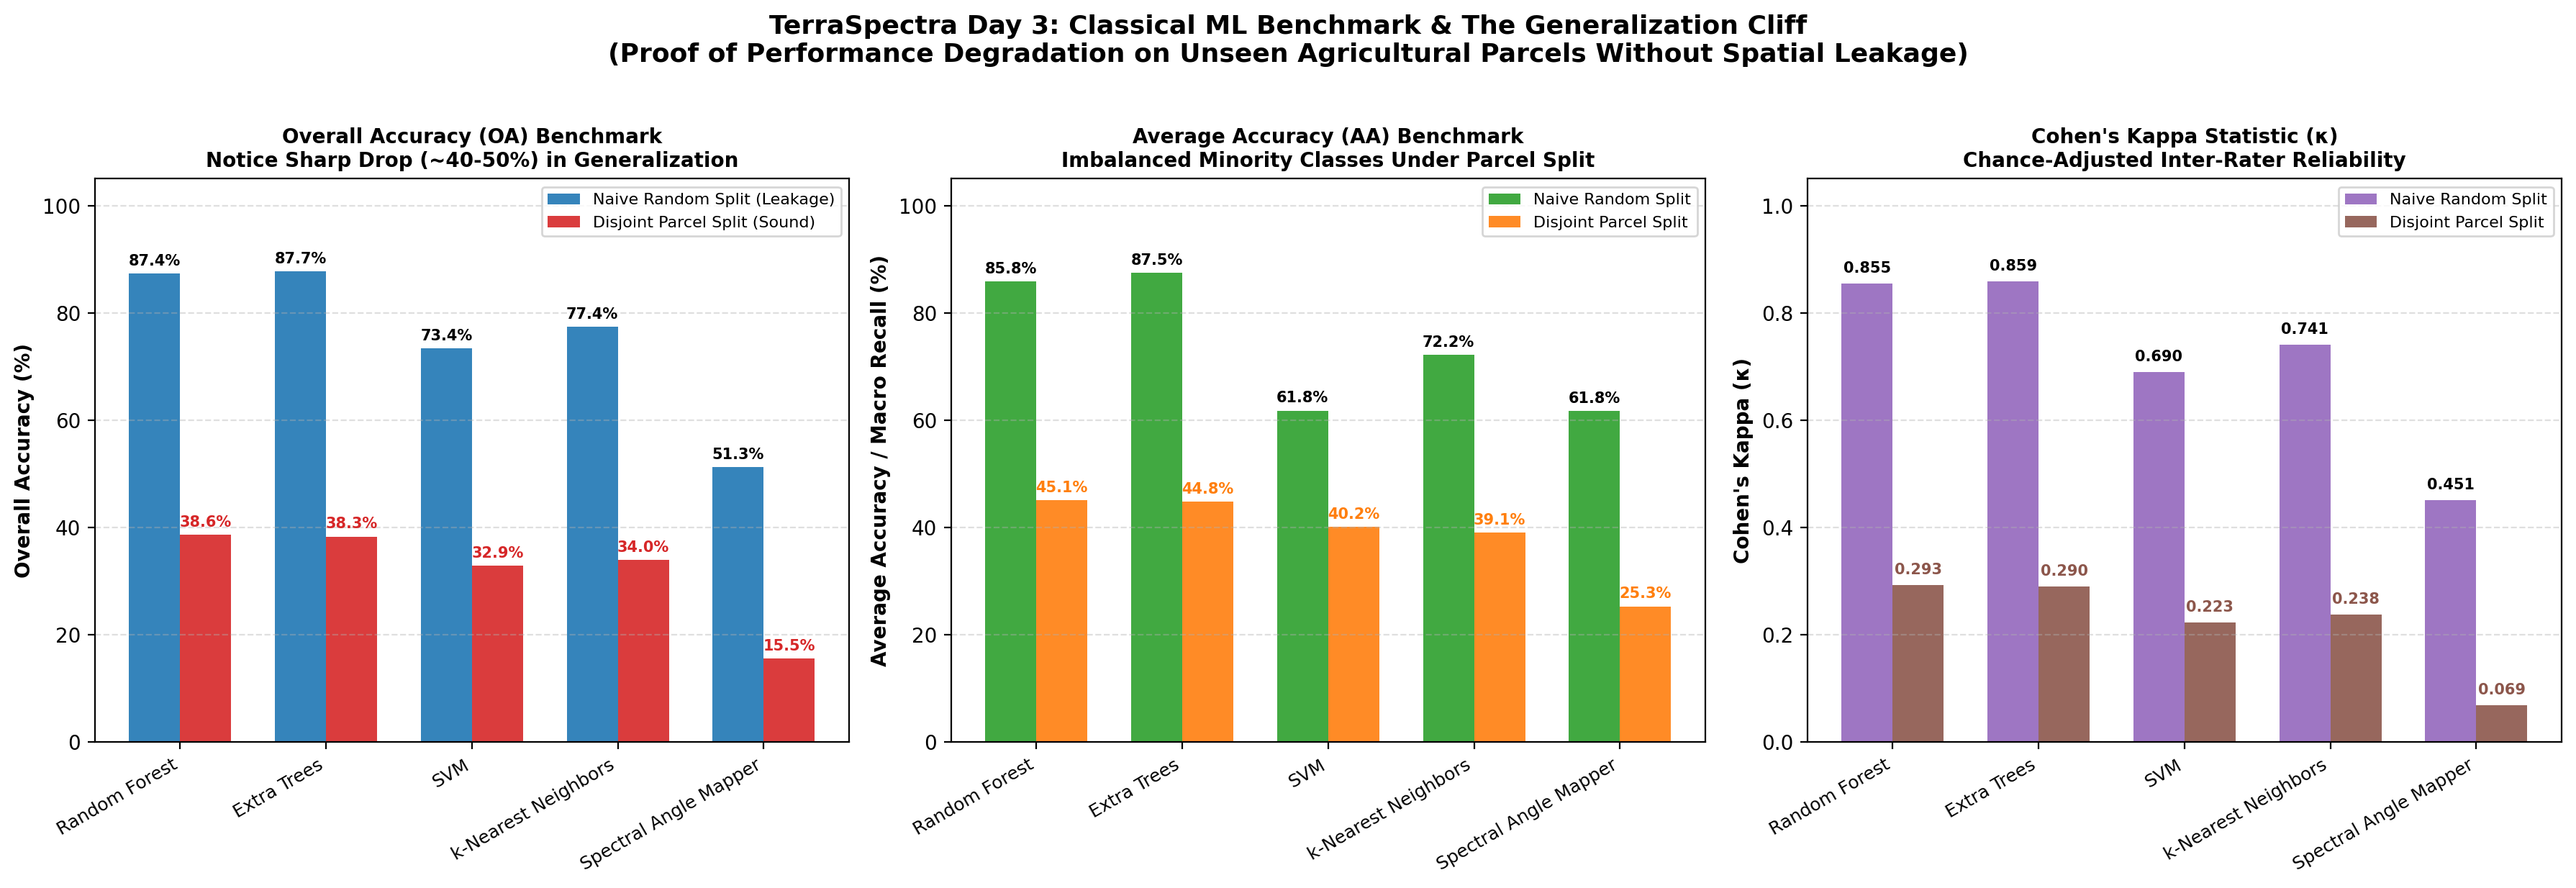 TerraSpectra Day 3: Classical ML Benchmark & The Generalization Cliff
(Proof of Performance Degradation on Unseen Agricultural Parcels Without Spatial Leakage)
Overall Accuracy (OA) Benchmark
Notice Sharp Drop (~40-50%) in Generalization
Naive Random Split (Leakage)
Disjoint Parcel Split (Sound)
Overall Accuracy (%)
100
80
60
40
20
0
87.4%
38.6%
87.7%
38.3%
73.4%
32.9%
77.4%
34.0%
51.3%
15.5%
Random Forest
Extra Trees
SVM
k-Nearest Neighbors
Spectral Angle Mapper
Average Accuracy (AA) Benchmark
Imbalanced Minority Classes Under Parcel Split
Naive Random Split
Disjoint Parcel Split
Average Accuracy / Macro Recall (%)
100
80
60
40
20
0
85.8%
45.1%
87.5%
44.8%
61.8%
40.2%
72.2%
39.1%
61.8%
25.3%
Random Forest
Extra Trees
SVM
k-Nearest Neighbors
Spectral Angle Mapper
Cohen's Kappa Statistic (κ)
Chance-Adjusted Inter-Rater Reliability
Naive Random Split
Disjoint Parcel Split
Cohen's Kappa (κ)
1.0
0.8
0.6
0.4
0.2
0.0
0.855
0.293
0.859
0.290
0.690
0.223
0.741
0.238
0.451
0.069
Random Forest
Extra Trees
SVM
k-Nearest Neighbors
Spectral Angle Mapper